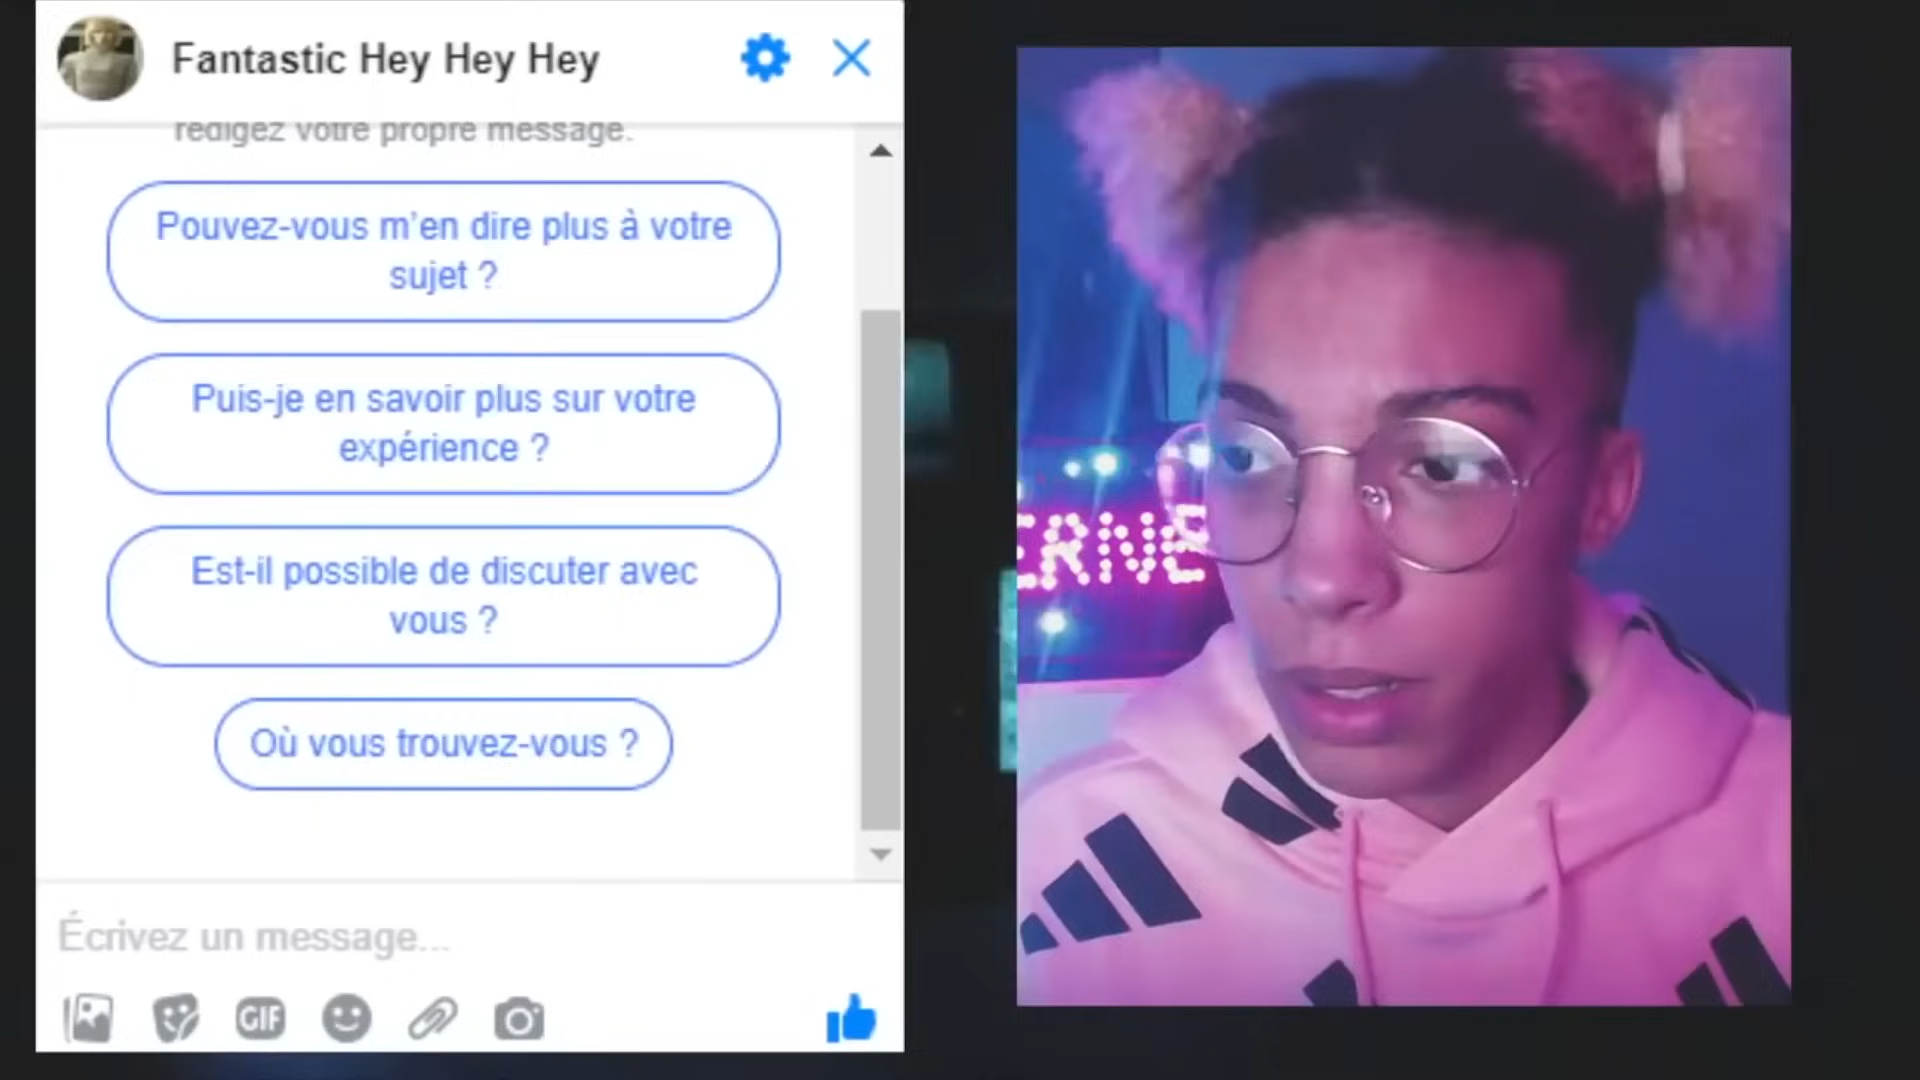 Fantastic Hey Hey Hey
rédigez votre propre message.
Pouvez-vous m'en dire plus à votre
sujet ?
Puis-je en savoir plus sur votre
expérience ?
Est-il possible de discuter avec
vous ?
Où vous trouvez-vous ?
Écrivez un message...
GIF
ERNE